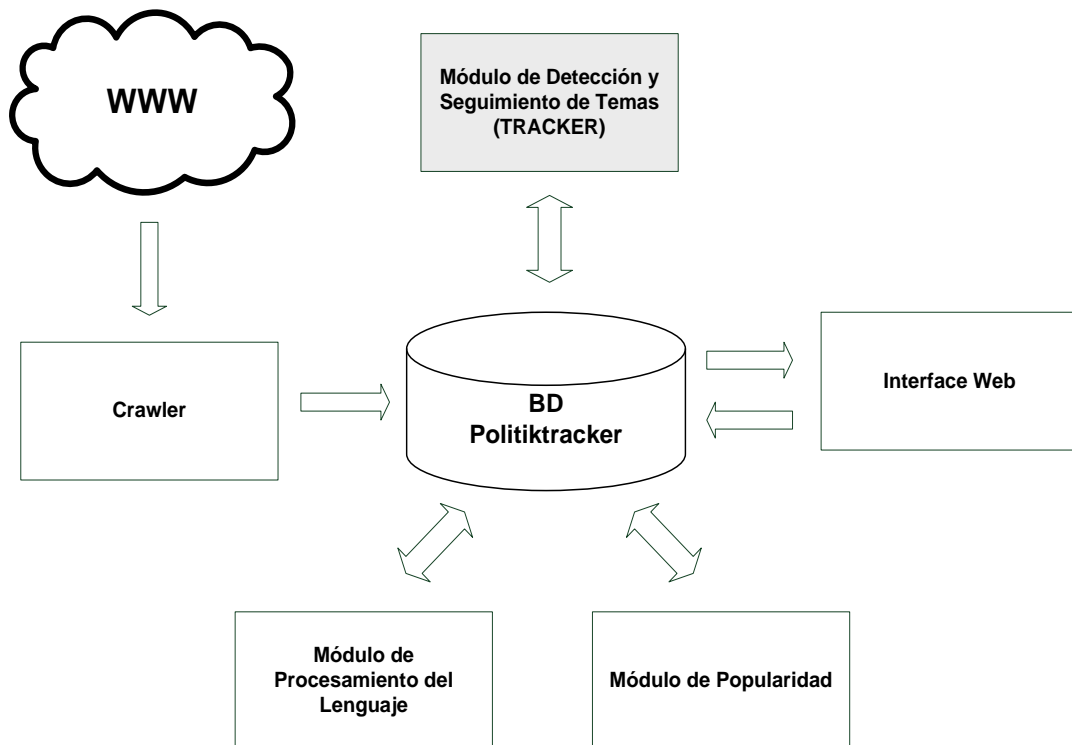 WWW
Módulo de Detección y
Seguimiento de Temas
(TRACKER)
Crawler
BD
Politiktracker
Interface Web
Módulo de
Procesamiento del
Lenguaje
Módulo de Popularidad